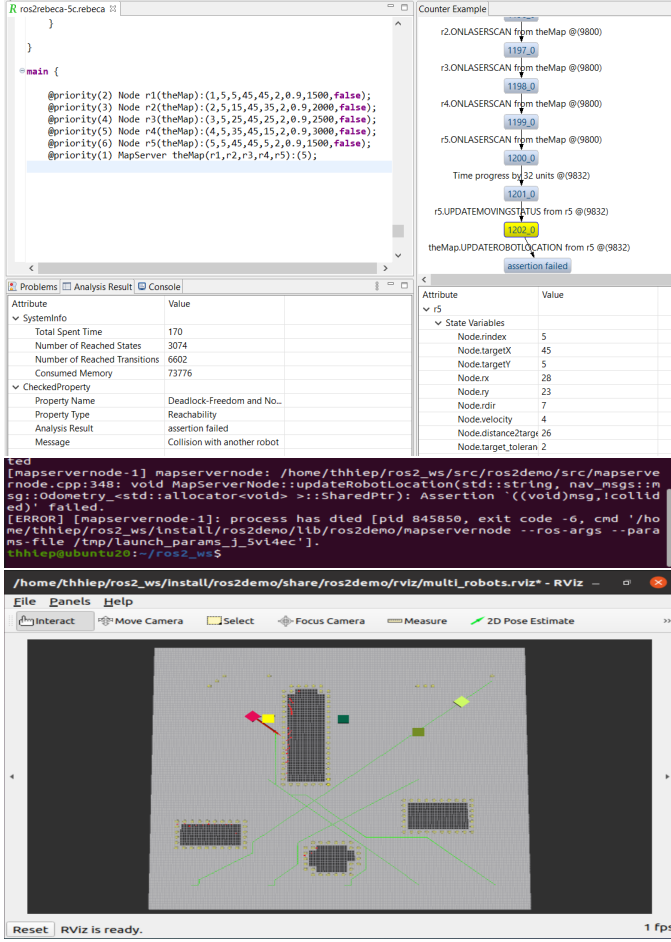 ros2rebeca-5c.rebeca
}
}
main {
@priority(2) Node r1(theMap):(1,5,5,45,45,2,0.9,1500,false);
@priority(3) Node r2(theMap):(2,5,15,45,35,2,0.9,2000,false);
@priority(4) Node r3(theMap):(3,5,25,45,25,2,0.9,2500,false);
@priority(5) Node r4(theMap):(4,5,35,45,15,2,0.9,3000,false);
@priority(6) Node r5(theMap):(5,5,45,45,5,2,0.9,1500,false);
@priority(1) MapServer theMap(r1,r2,r3,r4,r5):(5);
Counter Example
r2.ONLASERSCAN from theMap @(9800)
1197_0
r3.ONLASERSCAN from theMap @(9800)
1198_0
r4.ONLASERSCAN from theMap @(9800)
1199_0
r5.ONLASERSCAN from theMap @(9800)
1200_0
Time progress by 32 units @(9832)
1201_0
r5.UPDATEMOVINGSTATUS from r5 @(9832)
1202_0
theMap.UPDATEROBOTLOCATION from r5 @(9832)
assertion failed
Problems Analysis Result Console
Attribute Value
SystemInfo
Total Spent Time 170
Number of Reached States 3074
Number of Reached Transitions 6602
Consumed Memory 73776
CheckedProperty
Property Name Deadlock-Freedom and No...
Property Type Reachability
Analysis Result assertion failed
Message Collision with another robot
Attribute Value
r5
State Variables
Node.rindex 5
Node.targetX 45
Node.targetY 5
Node.rx 28
Node.ry 23
Node.rdir 7
Node.velocity 4
Node.distance2targe 26
Node.target_toleran 2
ted
[mapservernode-1] mapservernode: /home/thhiep/ros2_ws/src/ros2demo/src/mapserve
rnode.cpp:348: void MapServerNode::updateRobotLocation(std::string, nav_msgs::m
sg::Odometry_<std::allocator<void> >::SharedPtr): Assertion `((void)msg,!collid
ed)' failed.
[ERROR] [mapservernode-1]: process has died [pid 845850, exit code -6, cmd '/ho
me/thhiep/ros2_ws/install/ros2demo/lib/ros2demo/mapservernode --ros-args --para
ms-file /tmp/launch_params_j_5vi4ec'].
thhiep@ubuntu20:~/ros2_ws$
/home/thhiep/ros2_ws/install/ros2demo/share/ros2demo/rviz/multi_robots.rviz* - RViz
File Panels Help
Interact Move Camera Select Focus Camera Measure 2D Pose Estimate
Reset RViz is ready. 1 fps